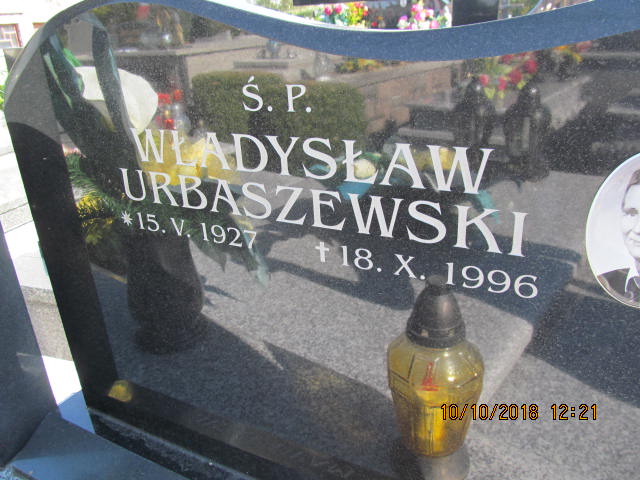 Ś. P.
WŁADYSŁAW
URBASZEWSKI
*15. V. 1927
†18. X. 1996
10/10/2018 12:21